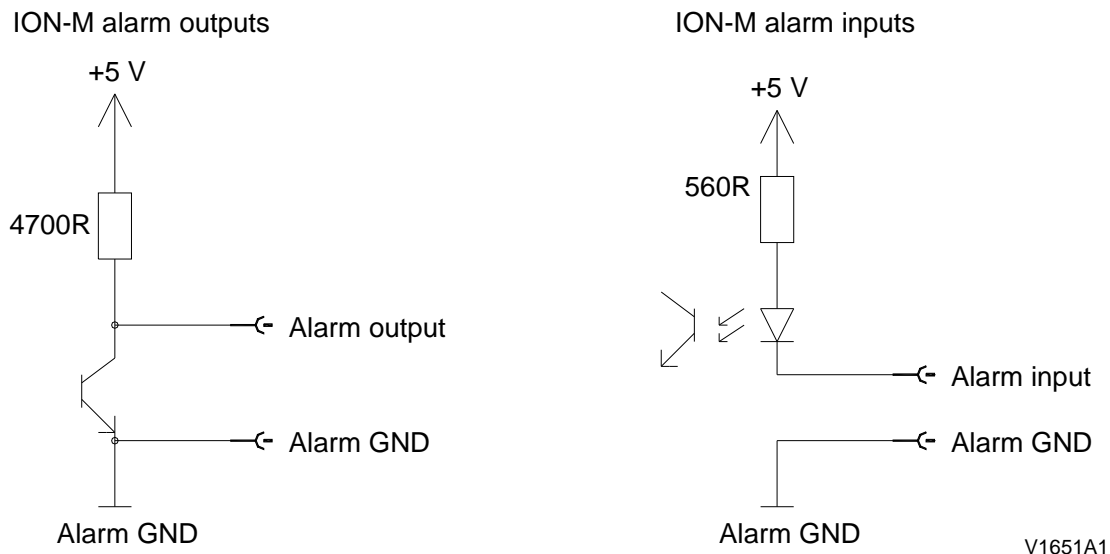 ION-M alarm outputs
+5 V
4700R
Alarm output
Alarm GND
Alarm GND
ION-M alarm inputs
+5 V
560R
Alarm input
Alarm GND
Alarm GND
V1651A1